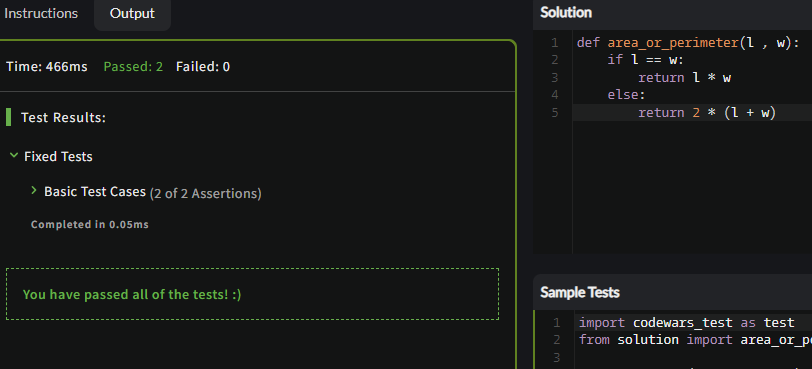 Instructions Output
Time: 466ms Passed: 2 Failed: 0
Test Results:
Fixed Tests
Basic Test Cases (2 of 2 Assertions)
Completed in 0.05ms
You have passed all of the tests! :)
Solution
1 def area_or_perimeter(l , w):
2 if l == w:
3 return l * w
4 else:
5 return 2 * (l + w)
Sample Tests
1 import codewars_test as test
2 from solution import
3